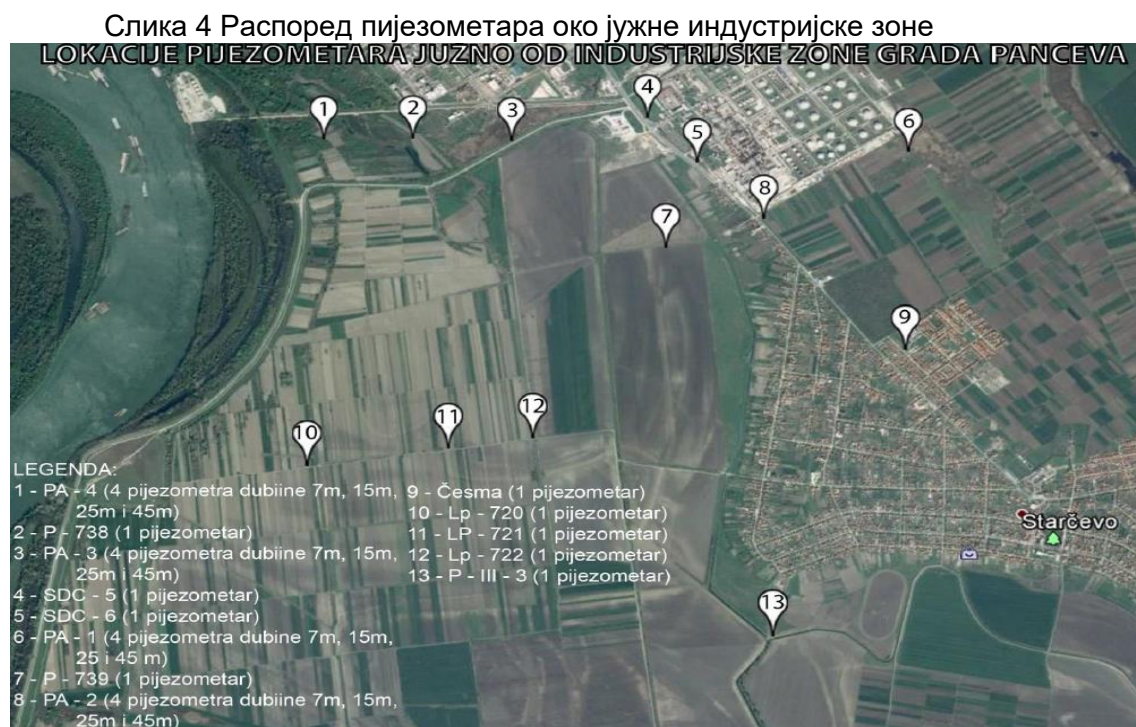 Слика 4 Распоред пијезометара око јужне индустријске зоне
LOKACIJE PIJEZOMETARA JUZNO OD INDUSTRIJSKE ZONE GRADA PANCEVA
1
2
3
4
5
6
7
8
9
10
11
12
13
Starčevo
LEGENDA:
1 - PA - 4 (4 pijezometra dubiine 7m, 15m,
25m i 45m)
2 - P - 738 (1 pijezometar)
3 - PA - 3 (4 pijezometra dubiine 7m, 15m,
25m i 45m)
4 - SDC - 5 (1 pijezometar)
5 - SDC - 6 (1 pijezometar)
6 - PA - 1 (4 pijezometra dubine 7m, 15m,
25 i 45 m)
7 - P - 739 (1 pijezometar)
8 - PA - 2 (4 pijezometra dubiine 7m, 15m,
25m i 45m)
9 - Česma (1 pijezometar)
10 - Lp - 720 (1 pijezometar)
11 - LP - 721 (1 pijezometar)
12 - Lp - 722 (1 pijezometar)
13 - P - III - 3 (1 pijezometar)